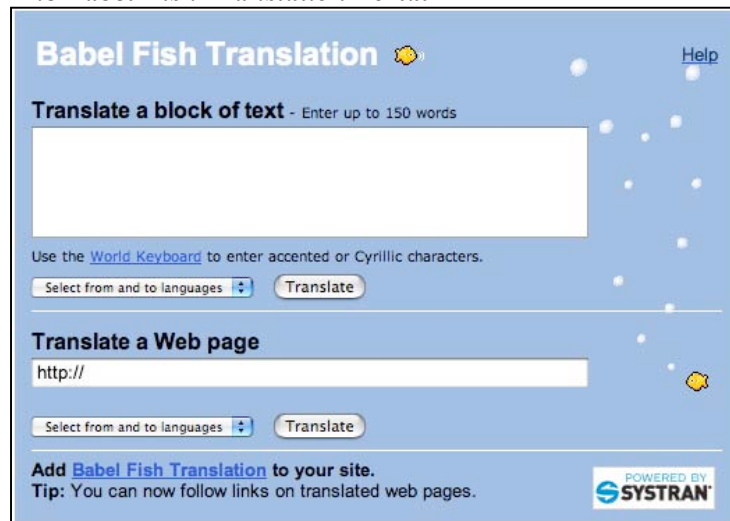 Babel Fish Translation
Help
Translate a block of text - Enter up to 150 words
Use the World Keyboard to enter accented or Cyrillic characters.
Select from and to languages Translate
Translate a Web page
http://
Select from and to languages Translate
Add Babel Fish Translation to your site.
Tip: You can now follow links on translated web pages.
POWERED BY
SYSTRAN